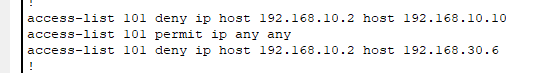 !
access-list 101 deny ip host 192.168.10.2 host 192.168.10.10
access-list 101 permit ip any any
access-list 101 deny ip host 192.168.10.2 host 192.168.30.6
!